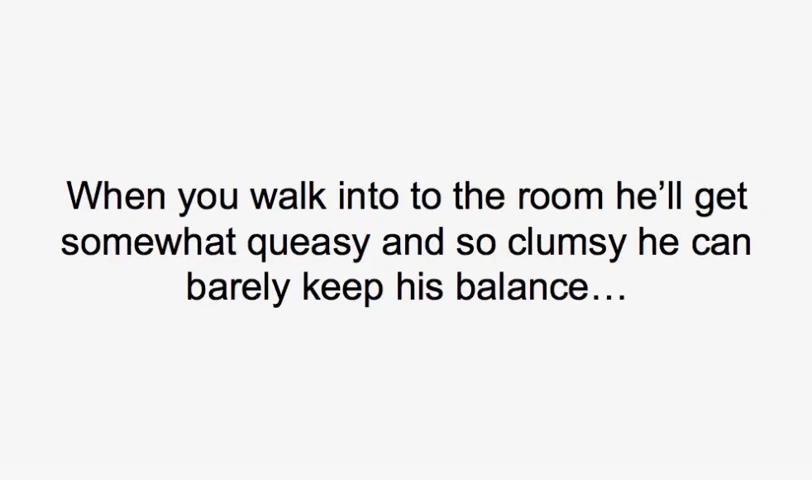 When you walk into to the room he’ll get
somewhat queasy and so clumsy he can
barely keep his balance…